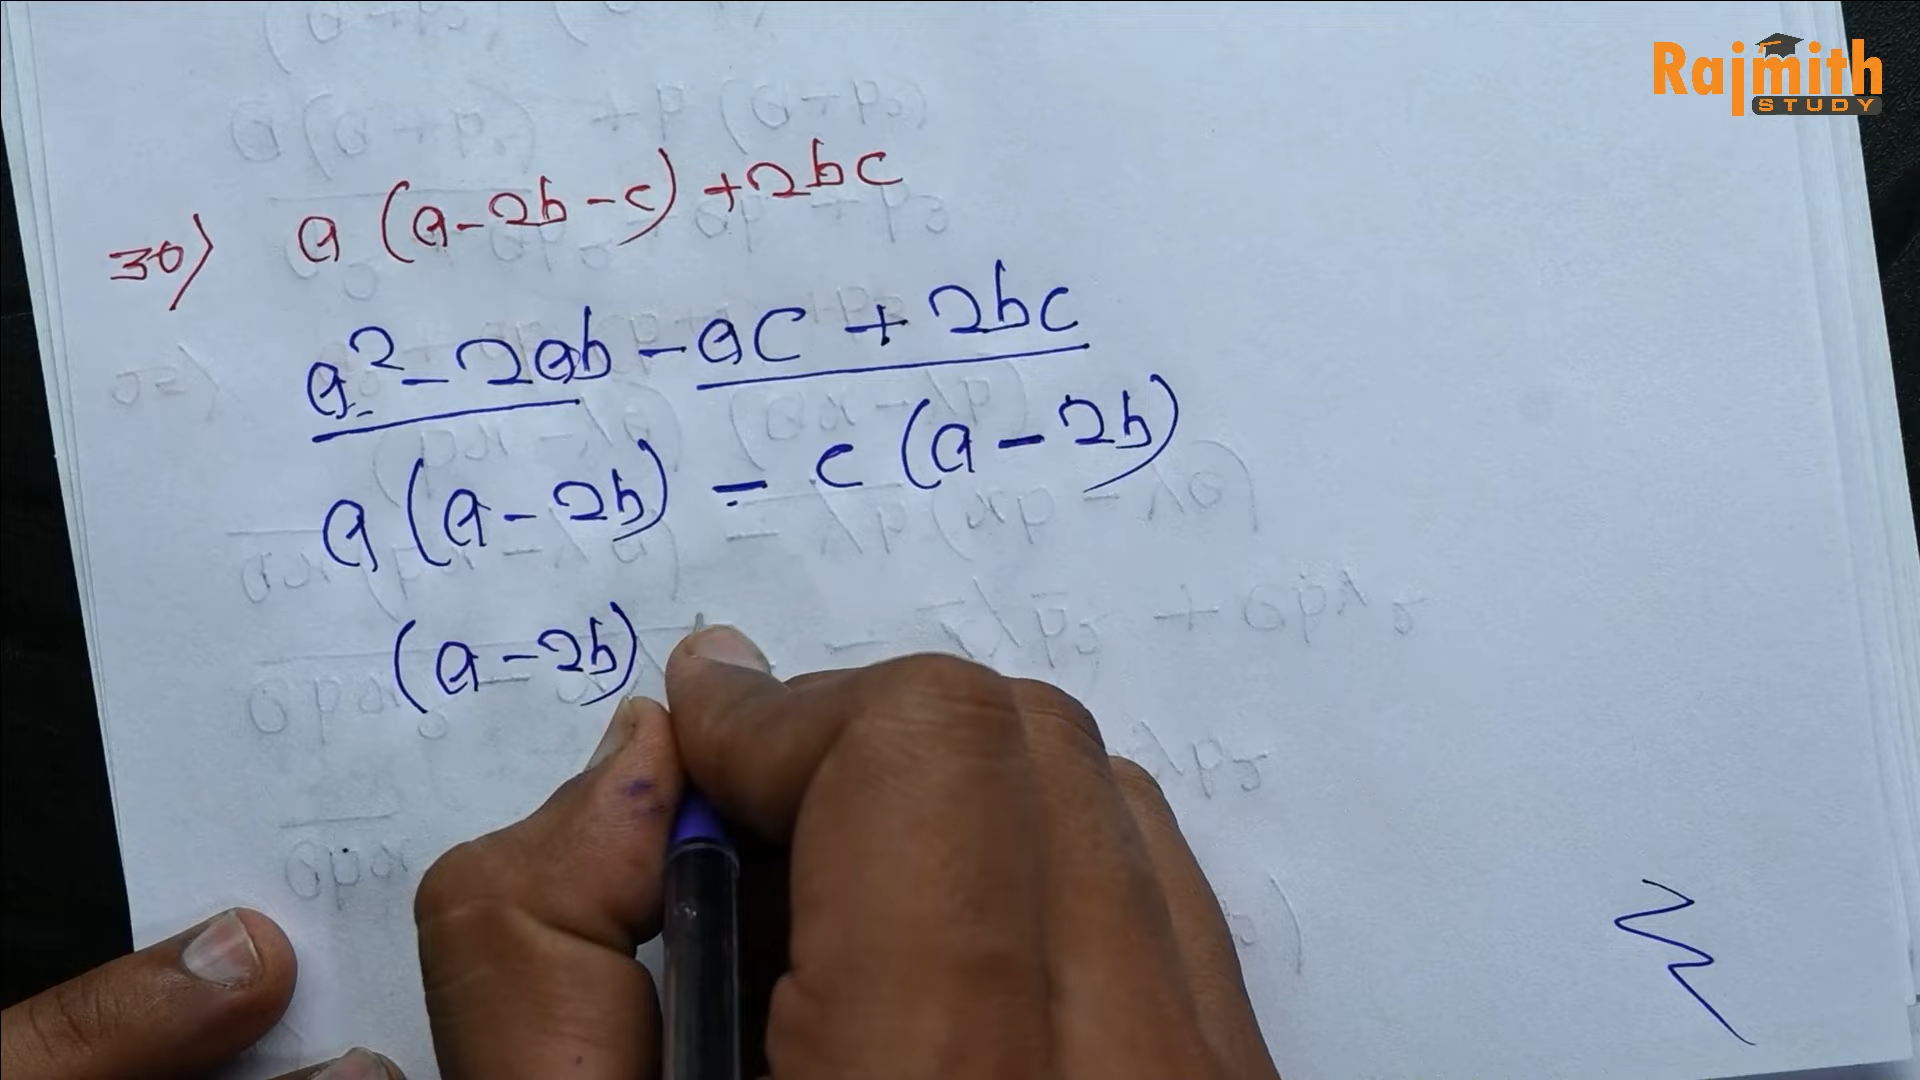 Rajmith
STUDY
30) a (a - 2b - c) + 2bc
a² - 2ab - ac + 2bc
a (a - 2b) - c (a - 2b)
(a - 2b)